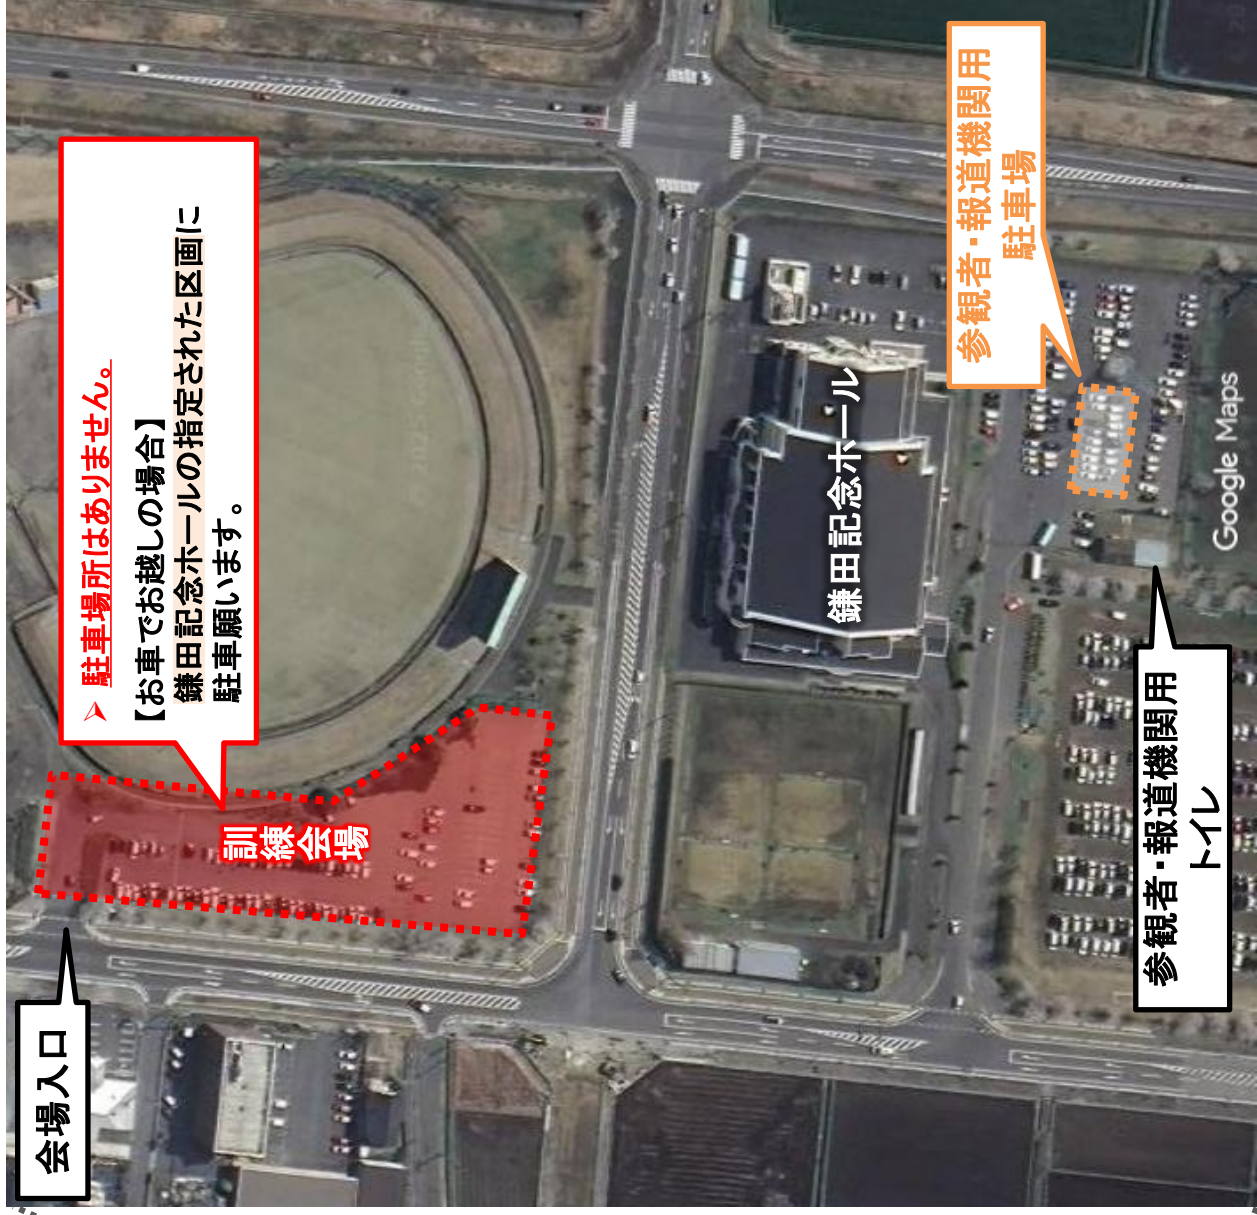 会場入口
➢ 駐車場所はありません。
【お車でお越しの場合】
鎌田記念ホールの指定された区画に
駐車願います。
訓練会場
鎌田記念ホール
参観者・報道機関用
駐車場
参観者・報道機関用
トイレ
Google Maps